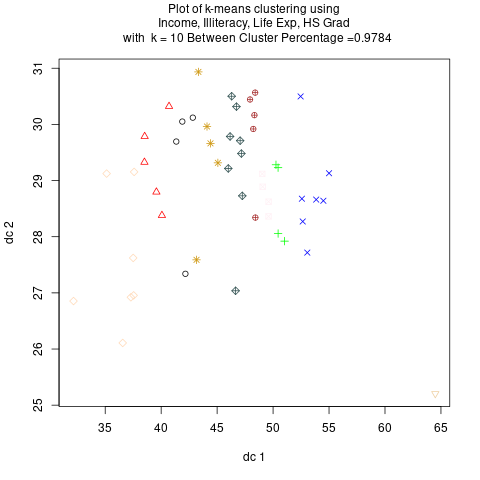 Plot of k-means clustering using
Income, Illiteracy, Life Exp, HS Grad
with k = 10 Between Cluster Percentage =0.9784
31
30
29
28
27
26
25
dc 2
35 40 45 50 55 60 65
dc 1